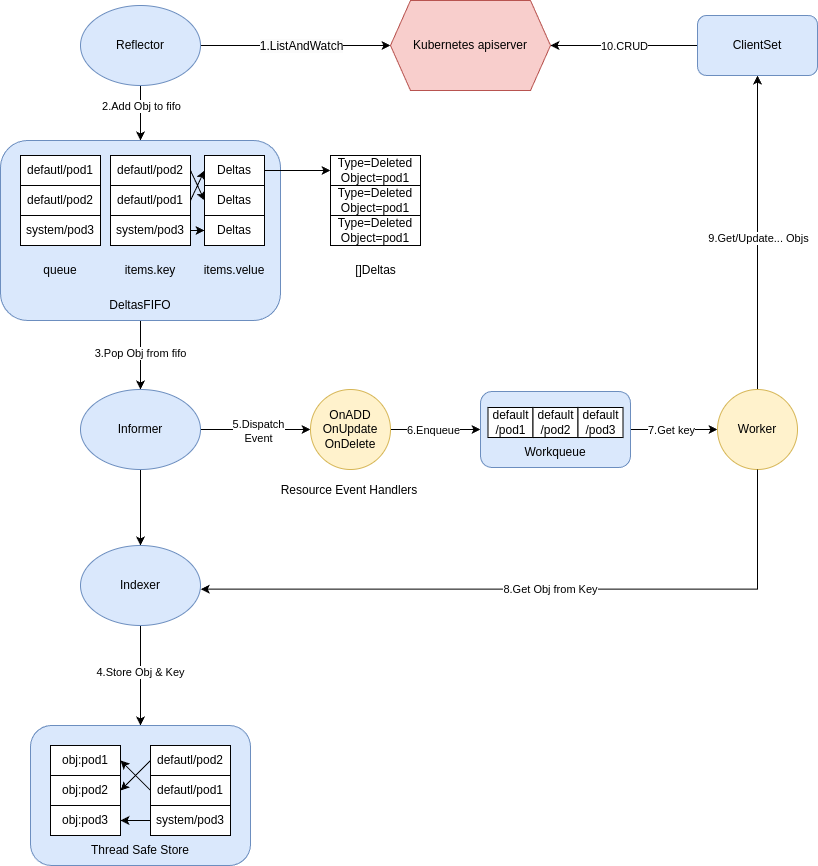 Reflector
1.ListAndWatch
Kubernetes apiserver
10.CRUD
ClientSet
2.Add Obj to fifo
defautl/pod1
defautl/pod2
system/pod3
queue
defautl/pod2
defautl/pod1
system/pod3
items.key
Deltas
Deltas
Deltas
items.velue
DeltasFIFO
Type=Deleted
Object=pod1
Type=Deleted
Object=pod1
Type=Deleted
Object=pod1
[]Deltas
9.Get/Update... Objs
3.Pop Obj from fifo
Informer
5.Dispatch
Event
OnADD
OnUpdate
OnDelete
Resource Event Handlers
6.Enqueue
default
/pod1
default
/pod2
default
/pod3
Workqueue
7.Get key
Worker
Indexer
8.Get Obj from Key
4.Store Obj & Key
obj:pod1
obj:pod2
obj:pod3
defautl/pod2
defautl/pod1
system/pod3
Thread Safe Store